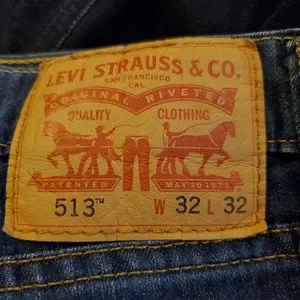 LEVI STRAUSS & CO.
SAN FRANCISCO
CAL
ORIGINAL RIVETED
QUALITY CLOTHING
PATENTED MAY 20 1873
513™ W 32 L 32